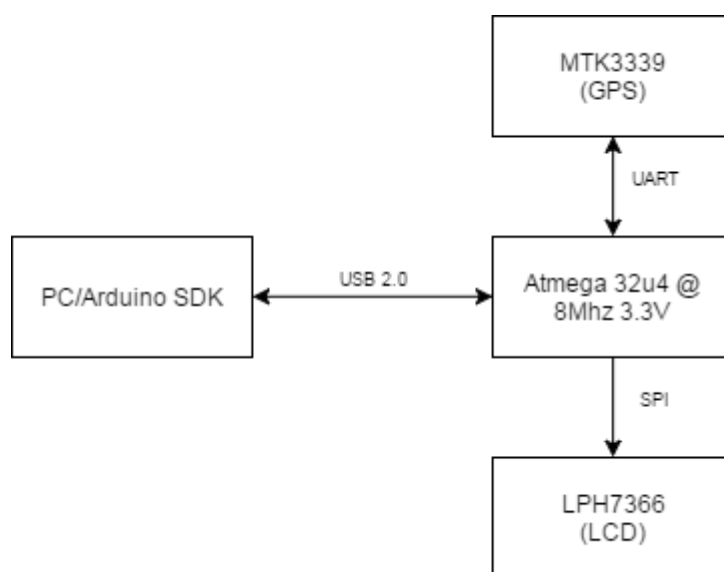 MTK3339
(GPS)
UART
PC/Arduino SDK
USB 2.0
Atmega 32u4 @
8Mhz 3.3V
SPI
LPH7366
(LCD)